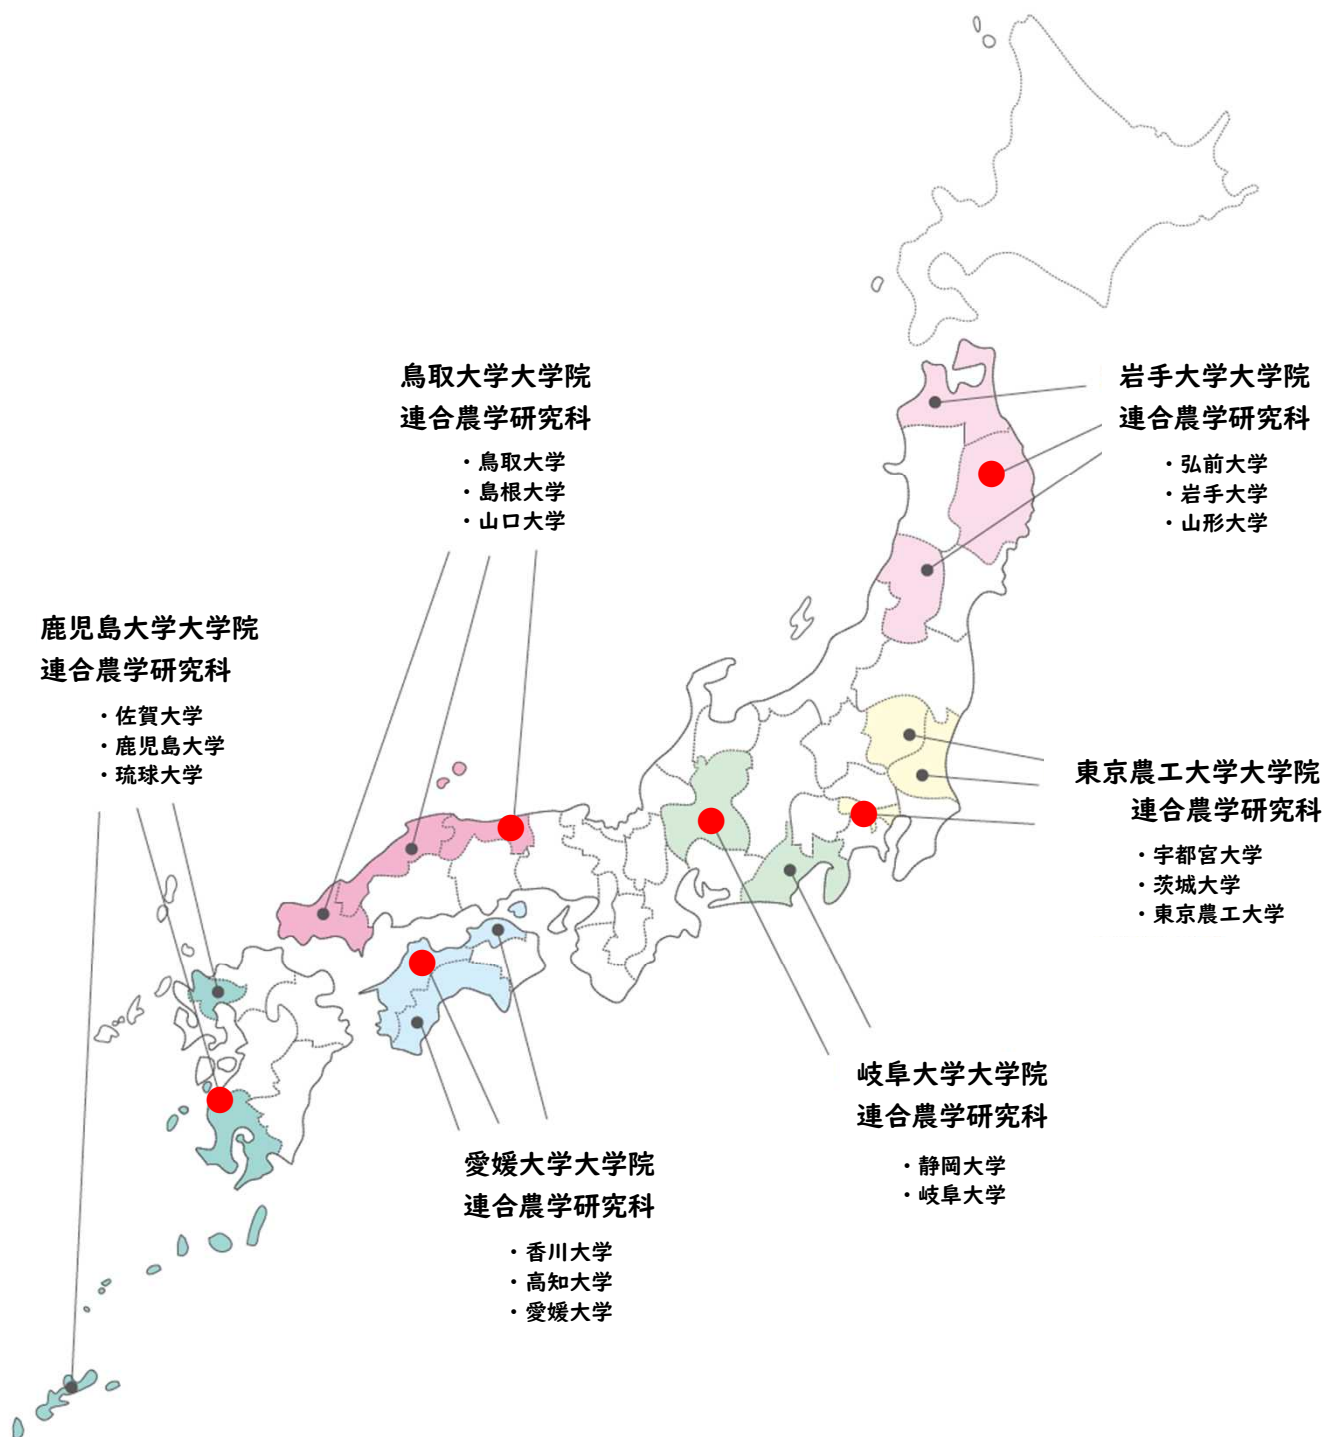 鳥取大学大学院
連合農学研究科
・鳥取大学
・島根大学
・山口大学
岩手大学大学院
連合農学研究科
・弘前大学
・岩手大学
・山形大学
鹿児島大学大学院
連合農学研究科
・佐賀大学
・鹿児島大学
・琉球大学
東京農工大学大学院
連合農学研究科
・宇都宮大学
・茨城大学
・東京農工大学
岐阜大学大学院
連合農学研究科
・静岡大学
・岐阜大学
愛媛大学大学院
連合農学研究科
・香川大学
・高知大学
・愛媛大学